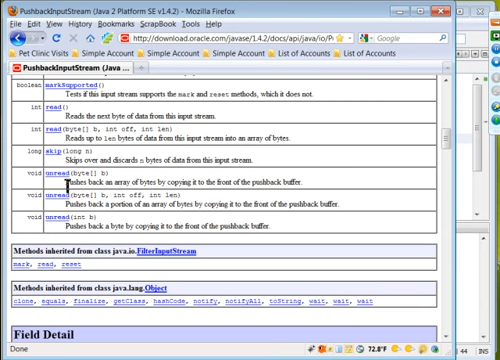 PushbackInputStream (Java 2 Platform SE v1.4.2) - Mozilla Firefox
File Edit View History Bookmarks ScrapBook Tools Help
http://download.oracle.com/javase/1.4.2/docs/api/java/io/P
Pet Clinic Visits Simple Account Simple Account List of Accounts List of Accounts
PushbackInputStream (Java 2 Platfor...
boolean markSupported()
Tests if this input stream supports the mark and reset methods, which it does not.
int read()
Reads the next byte of data from this input stream.
int read(byte[] b, int off, int len)
Reads up to len bytes of data from this input stream into an array of bytes.
long skip(long n)
Skips over and discards n bytes of data from this input stream.
void unread(byte[] b)
Pushes back an array of bytes by copying it to the front of the pushback buffer.
void unread(byte[] b, int off, int len)
Pushes back a portion of an array of bytes by copying it to the front of the pushback buffer.
void unread(int b)
Pushes back a byte by copying it to the front of the pushback buffer.
Methods inherited from class java.io.FilterInputStream
mark, read, reset
Methods inherited from class java.lang.Object
clone, equals, finalize, getClass, hashCode, notify, notifyAll, toString, wait, wait, wait
Field Detail
Done 72.8°F
44 INS